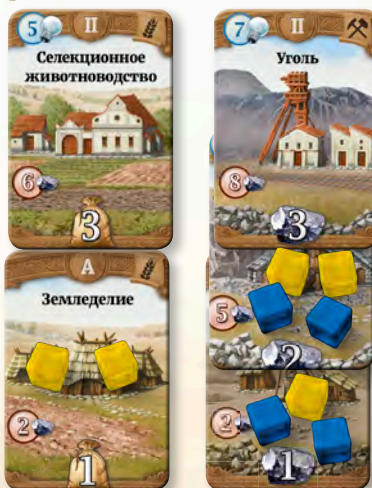 5 II
Селекционное
животноводство
6
3
7 II
Уголь
8
3
A
Земледелие
2
1
5
2
2
1